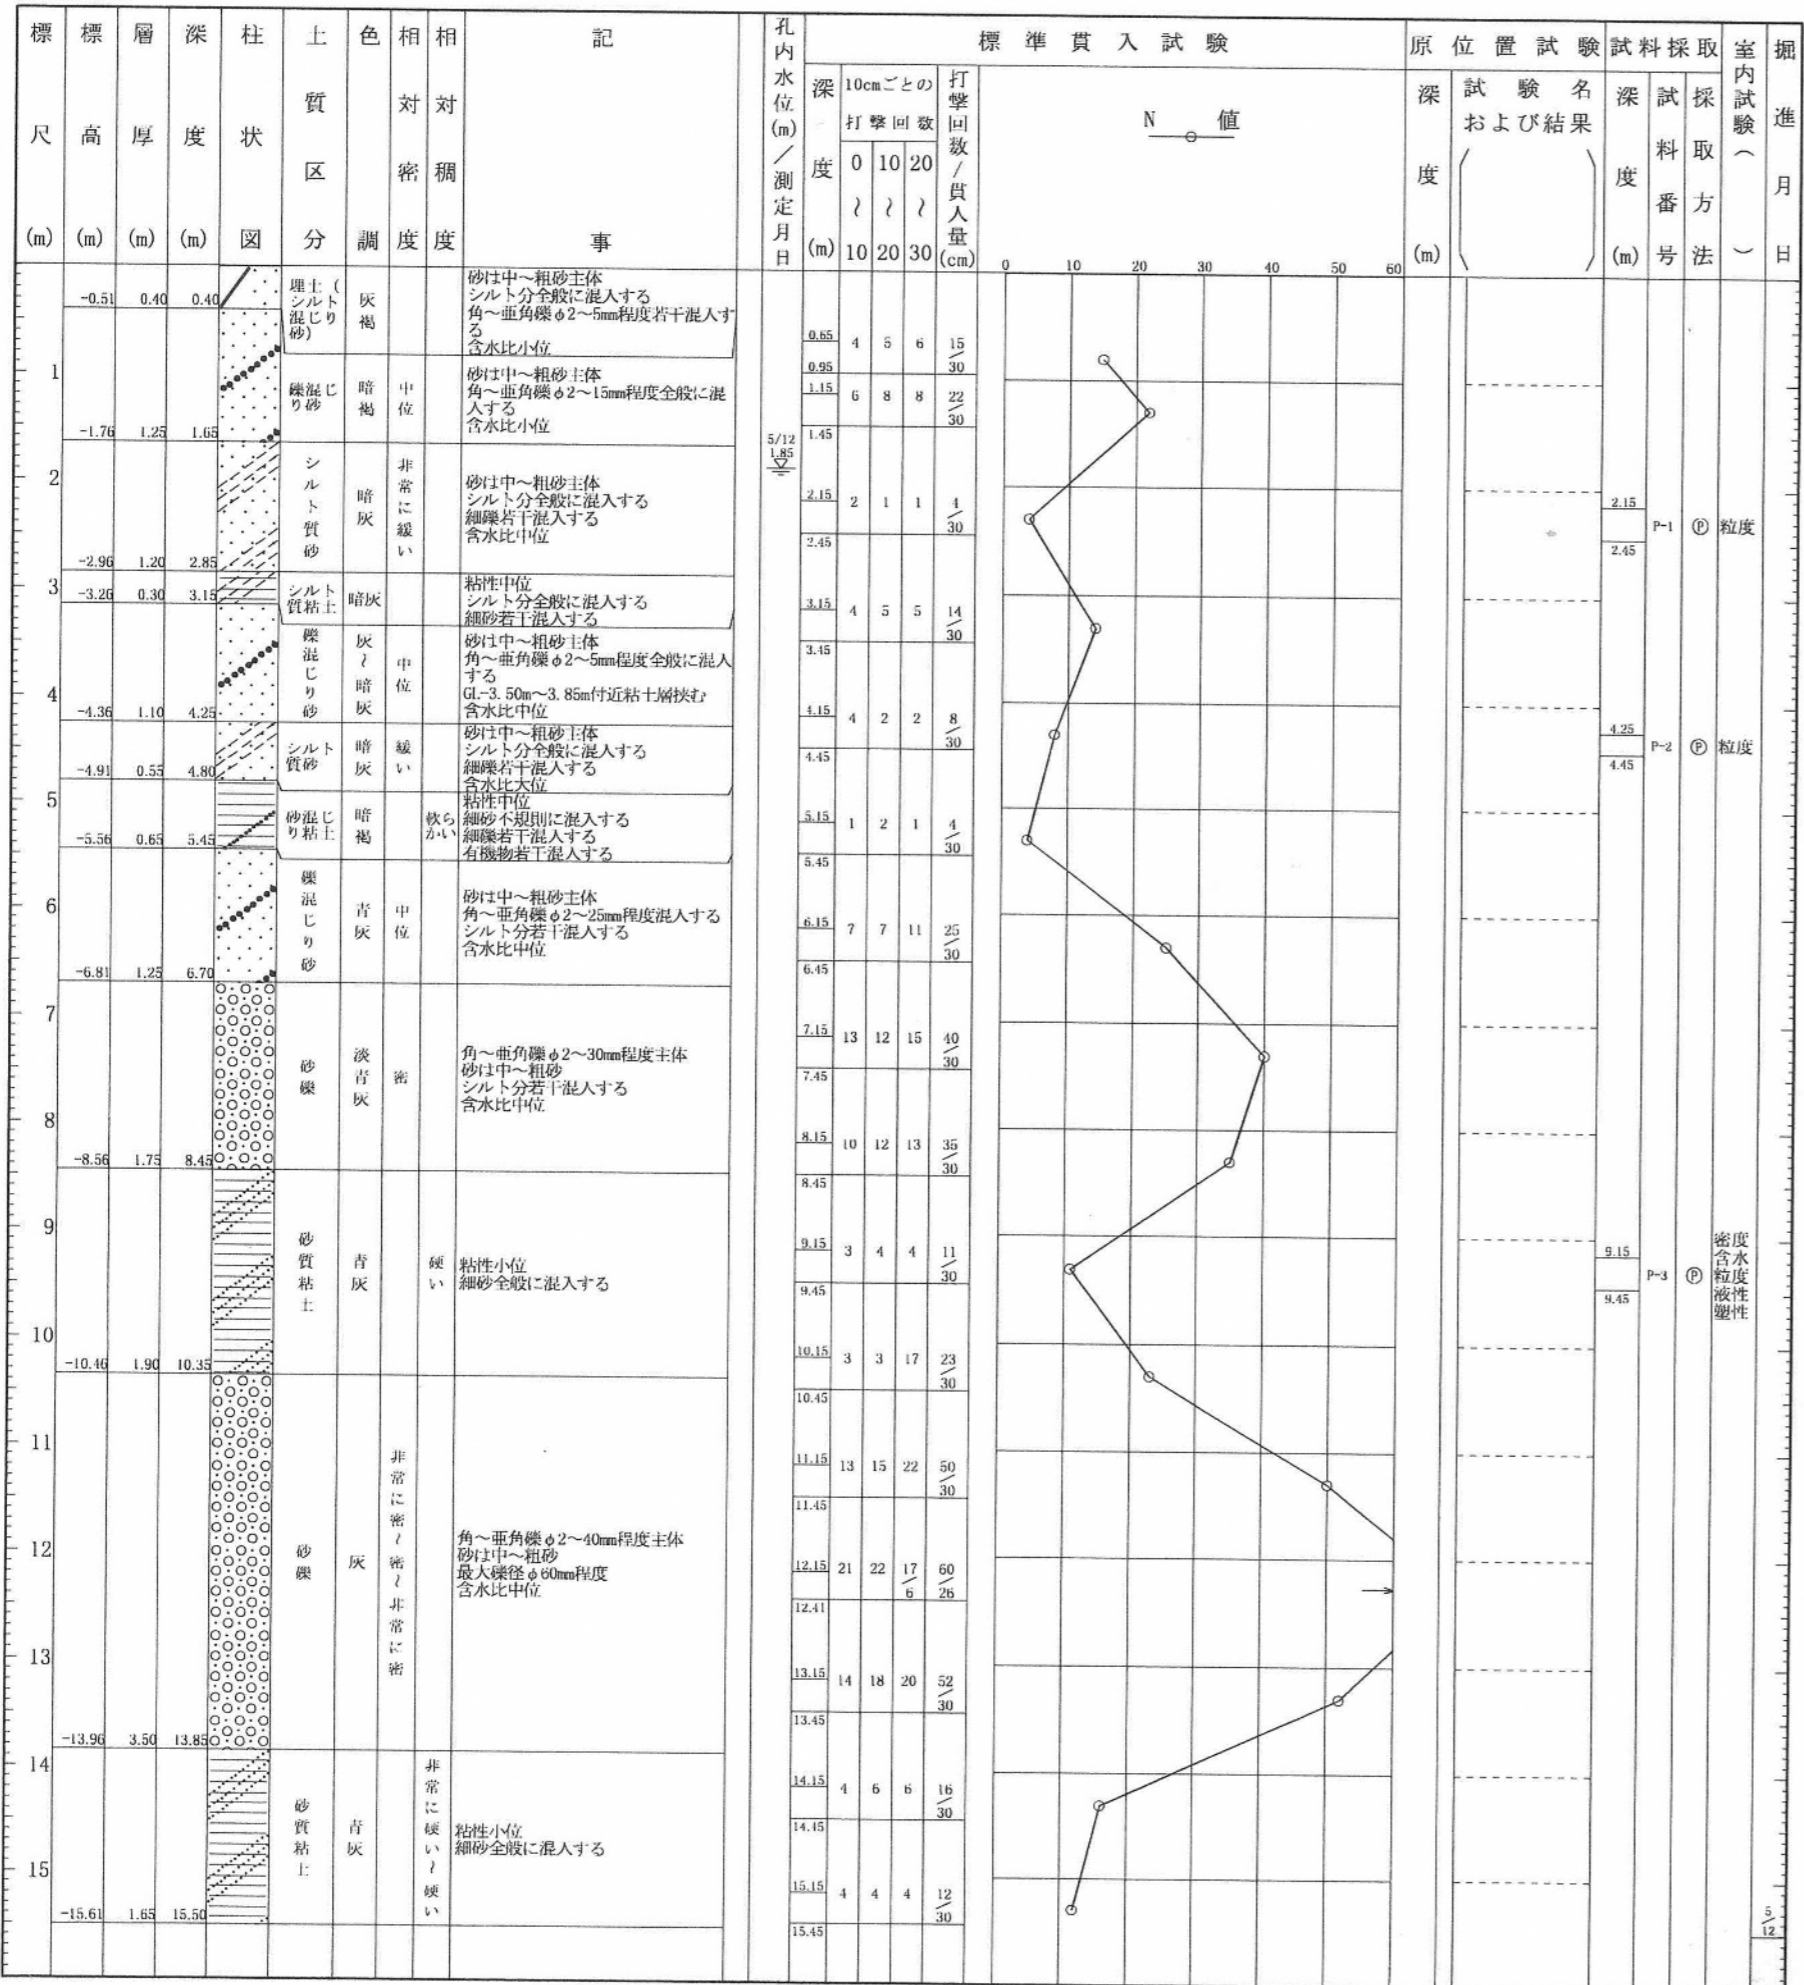 標尺(m)
標高(m)
層厚(m)
深度(m)
柱状図
土質区分
色調
相対密度
相対稠度
記事
孔内水位(m)/測定月日
標準貫入試験
深度(m)
10cmごとの
打撃回数
0〜10
10〜20
20〜30
打撃回数/貫入量(cm)
N値
0 10 20 30 40 50 60
原位置試験
深度(m)
試験名
および結果
試料採取
深度(m)
試料番号
採取方法
室内試験()
掘進月日
-0.51 0.40 0.40
埋土(
シルト
混じり
砂)
灰褐
砂は中〜粗砂主体
シルト分全般に混入する
角〜亜角礫φ2〜5mm程度若干混入す
る
含水比小位
0.65 4 5 6 15/30
0.95
1
-1.76 1.25 1.65
礫混じ
り砂
暗褐
中位
砂は中〜粗砂主体
角〜亜角礫φ2〜15mm程度全般に混
入する
含水比小位
1.15 6 8 8 22/30
1.45
5/12
1.85
2
-2.96 1.20 2.85
シルト質砂
暗灰
非常に緩い
砂は中〜粗砂主体
シルト分全般に混入する
細礫若干混入する
含水比中位
2.15 2 1 1 4/30
2.45
2.15
2.45
P-1 Ⓟ 粒度
3
-3.26 0.30 3.15
シルト
質粘土
暗灰
粘性中位
シルト分全般に混入する
細砂若干混入する
3.15 4 5 5 14/30
3.45
4
-4.36 1.10 4.25
礫混じり砂
灰〜暗灰
中位
砂は中〜粗砂主体
角〜亜角礫φ2〜5mm程度全般に混入
する
GL-3.50m〜3.85m付近粘土層挟む
含水比中位
4.15 4 2 2 8/30
4.45
4.25
4.45
P-2 Ⓟ 粒度
-4.91 0.55 4.80
シルト
質砂
暗灰
緩い
砂は中〜粗砂主体
シルト分全般に混入する
細礫若干混入する
含水比大位
5
-5.56 0.65 5.45
砂混じ
り粘土
暗褐
軟ら
かい
粘性中位
細砂不規則に混入する
細礫若干混入する
有機物若干混入する
5.15 1 2 1 4/30
5.45
6
-6.81 1.25 6.70
礫混じり砂
青灰
中位
砂は中〜粗砂主体
角〜亜角礫φ2〜25mm程度混入する
シルト分若干混入する
含水比中位
6.15 7 7 11 25/30
6.45
7
8
-8.56 1.75 8.45
砂礫
淡青灰
密
角〜亜角礫φ2〜30mm程度主体
砂は中〜粗砂
シルト分若干混入する
含水比中位
7.15 13 12 15 40/30
7.45
8.15 10 12 13 35/30
8.45
9
10
-10.46 1.90 10.35
砂質粘土
青灰
硬い
粘性小位
細砂全般に混入する
9.15 3 4 4 11/30
9.45
9.15
9.45
P-3 Ⓟ
密度
含水
粒度
液性
塑性
10.15 3 3 17 23/30
10.45
11
12
13
-13.96 3.50 13.85
砂礫
灰
非常に密〜密〜非常に密
角〜亜角礫φ2〜40mm程度主体
砂は中〜粗砂
最大礫径φ60mm程度
含水比中位
11.15 13 15 22 50/30
11.45
12.15 21 22 17/6 60/26
12.41
13.15 14 18 20 52/30
13.45
14
15
-15.61 1.65 15.50
砂質粘土
青灰
非常に硬い〜硬い
粘性小位
細砂全般に混入する
14.15 4 6 6 16/30
14.45
15.15 4 4 4 12/30
15.45
5/12